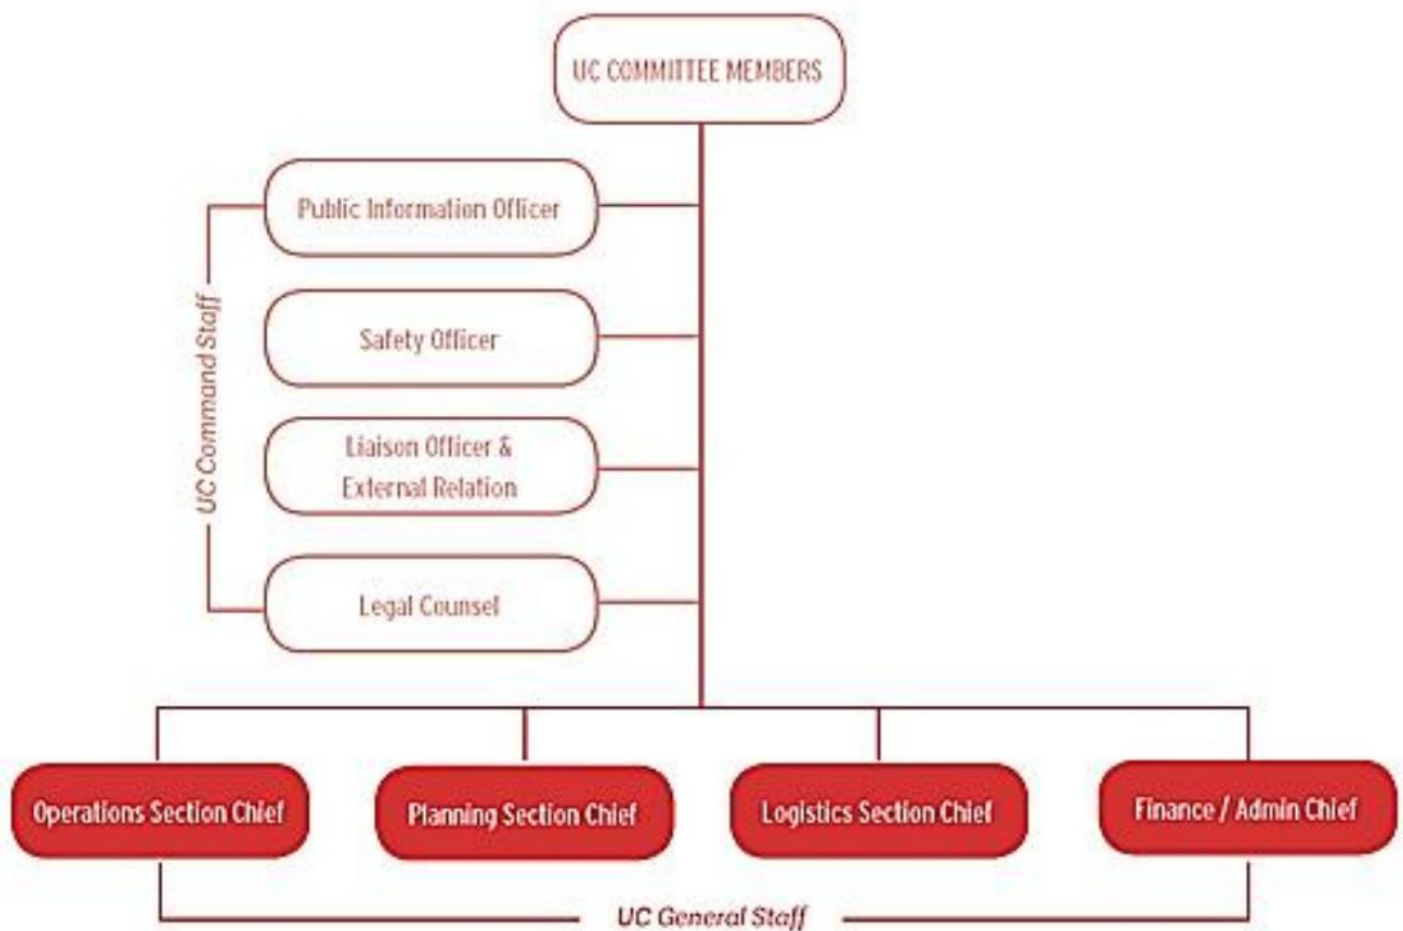 UC COMMITTEE MEMBERS
Public Information Officer
Safety Officer
Liaison Officer &
External Relation
Legal Counsel
UC Command Staff
Operations Section Chief
Planning Section Chief
Logistics Section Chief
Finance / Admin Chief
UC General Staff